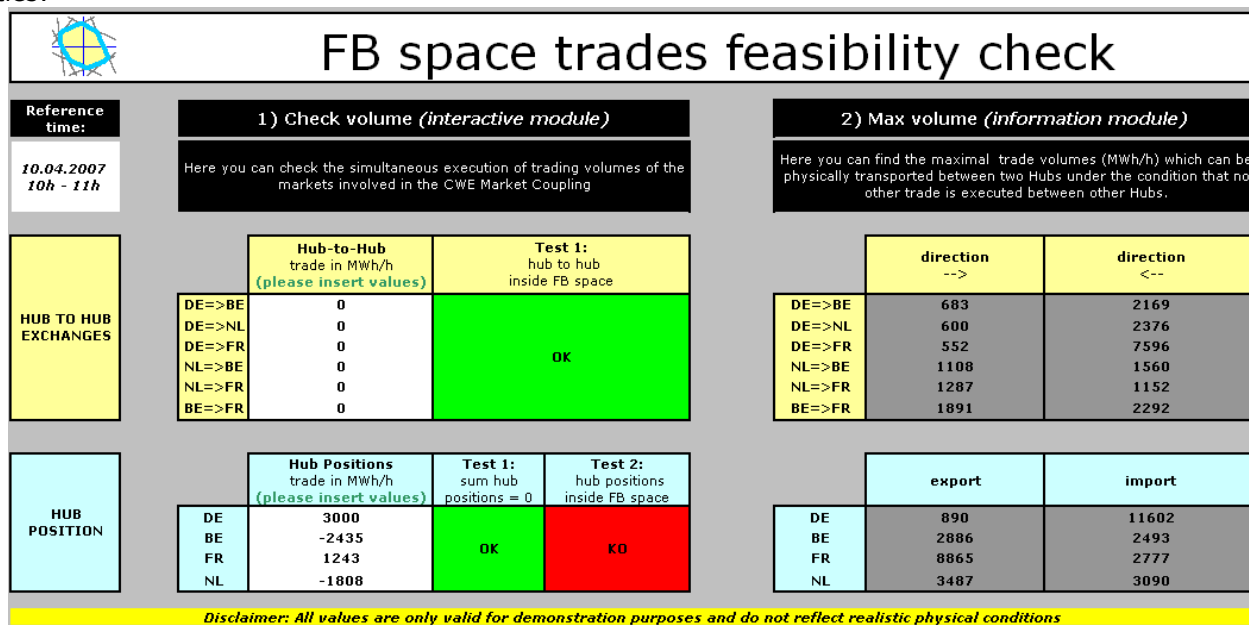 FB space trades feasibility check
Reference
time:
10.04.2007
10h - 11h
1) Check volume (interactive module)
Here you can check the simultaneous execution of trading volumes of the
markets involved in the CWE Market Coupling
2) Max volume (information module)
Here you can find the maximal trade volumes (MWh/h) which can be
physically transported between two Hubs under the condition that no
other trade is executed between other Hubs.
HUB TO HUB
EXCHANGES
Hub-to-Hub
trade in MWh/h
(please insert values)
Test 1:
hub to hub
inside FB space
DE=>BE 0
DE=>NL 0
DE=>FR 0
NL=>BE 0
NL=>FR 0
BE=>FR 0
OK
direction
-->
direction
<--
DE=>BE 683 2169
DE=>NL 600 2376
DE=>FR 552 7596
NL=>BE 1108 1560
NL=>FR 1287 1152
BE=>FR 1891 2292
HUB
POSITION
Hub Positions
trade in MWh/h
(please insert values)
Test 1:
sum hub
positions = 0
Test 2:
hub positions
inside FB space
DE 3000
BE -2435
FR 1243
NL -1808
OK
KO
export
import
DE 890 11602
BE 2886 2493
FR 8865 2777
NL 3487 3090
Disclaimer: All values are only valid for demonstration purposes and do not reflect realistic physical conditions